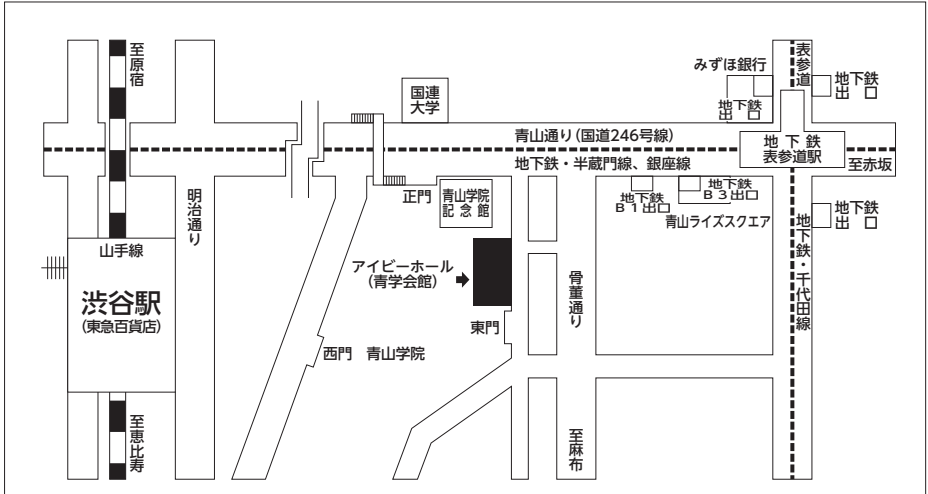 至原宿
国連
大学
みずほ銀行
地下鉄
出　口
表参道
地下鉄
出　口
青山通り（国道246号線）
地 下 鉄
表参道駅
地下鉄・半蔵門線、銀座線
至赤坂
明治通り
正門
青山学院
記 念 館
地下鉄
Ｂ１出口
地下鉄
Ｂ３出口
青山ライズスクエア
地下鉄
出　口
山手線
アイビーホール
（青学会館）
骨董通り
地下鉄・千代田線
渋谷駅
（東急百貨店）
東門
西門　青山学院
至恵比寿
至麻布